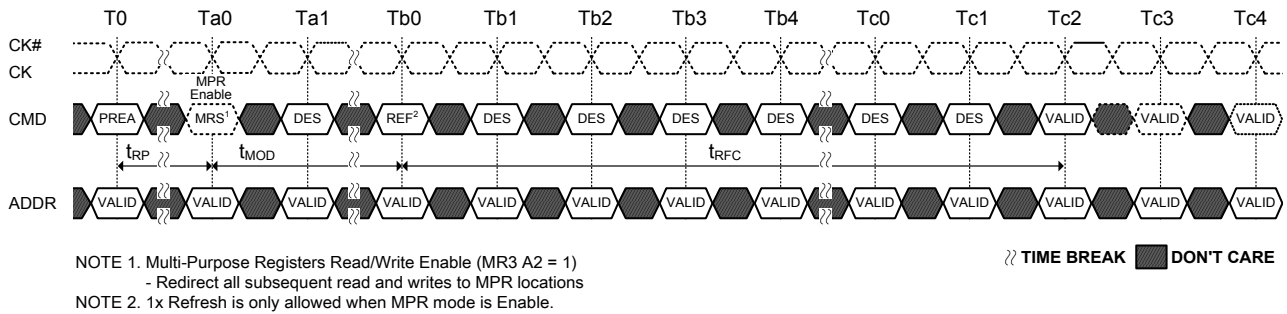 T0 Ta0 Ta1 Tb0 Tb1 Tb2 Tb3 Tb4 Tc0 Tc1 Tc2 Tc3 Tc4
CK#
CK
MPR
Enable
CMD PREA MRS1 DES REF2 DES DES DES DES DES DES VALID VALID VALID
tRP tMOD tRFC
ADDR VALID VALID VALID VALID VALID VALID VALID VALID VALID VALID VALID VALID VALID
NOTE 1. Multi-Purpose Registers Read/Write Enable (MR3 A2 = 1)
- Redirect all subsequent read and writes to MPR locations
NOTE 2. 1x Refresh is only allowed when MPR mode is Enable.
TIME BREAK DON'T CARE